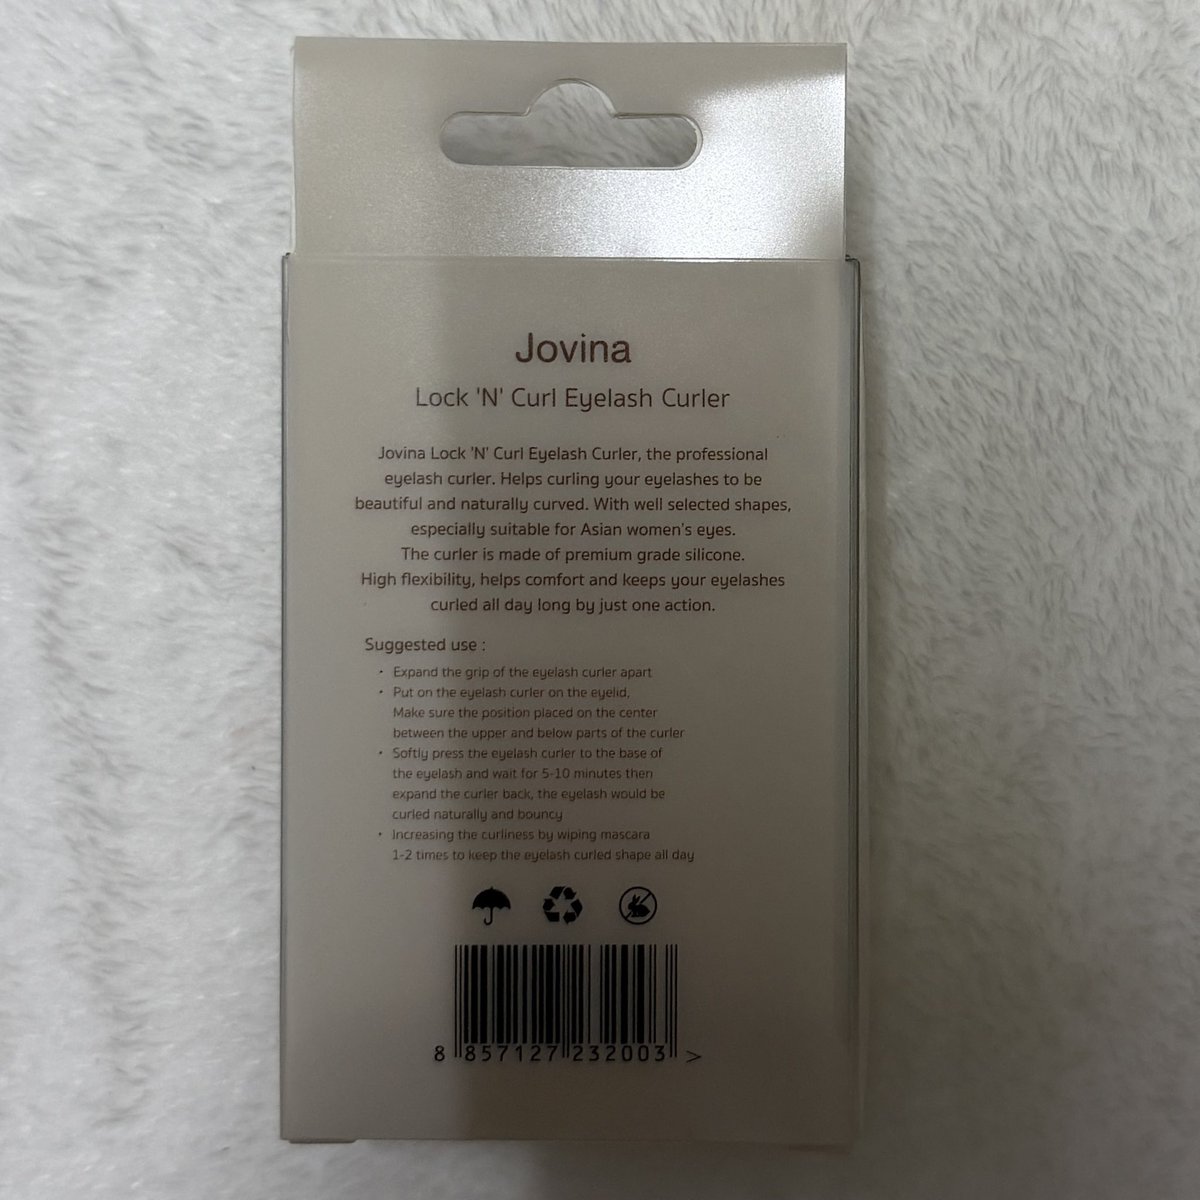 Jovina
Lock 'N' Curl Eyelash Curler
Jovina Lock 'N' Curl Eyelash Curler, the professional
eyelash curler. Helps curling your eyelashes to be
beautiful and naturally curved. With well selected shapes,
especially suitable for Asian women's eyes.
The curler is made of premium grade silicone.
High flexibility, helps comfort and keeps your eyelashes
curled all day long by just one action.
Suggested use :
• Expand the grip of the eyelash curler apart
• Put on the eyelash curler on the eyelid,
Make sure the position placed on the center
between the upper and below parts of the curler
• Softly press the eyelash curler to the base of
the eyelash and wait for 5-10 minutes then
expand the curler back, the eyelash would be
curled naturally and bouncy
• Increasing the curliness by wiping mascara
1-2 times to keep the eyelash curled shape all day
8 857127 232003 >